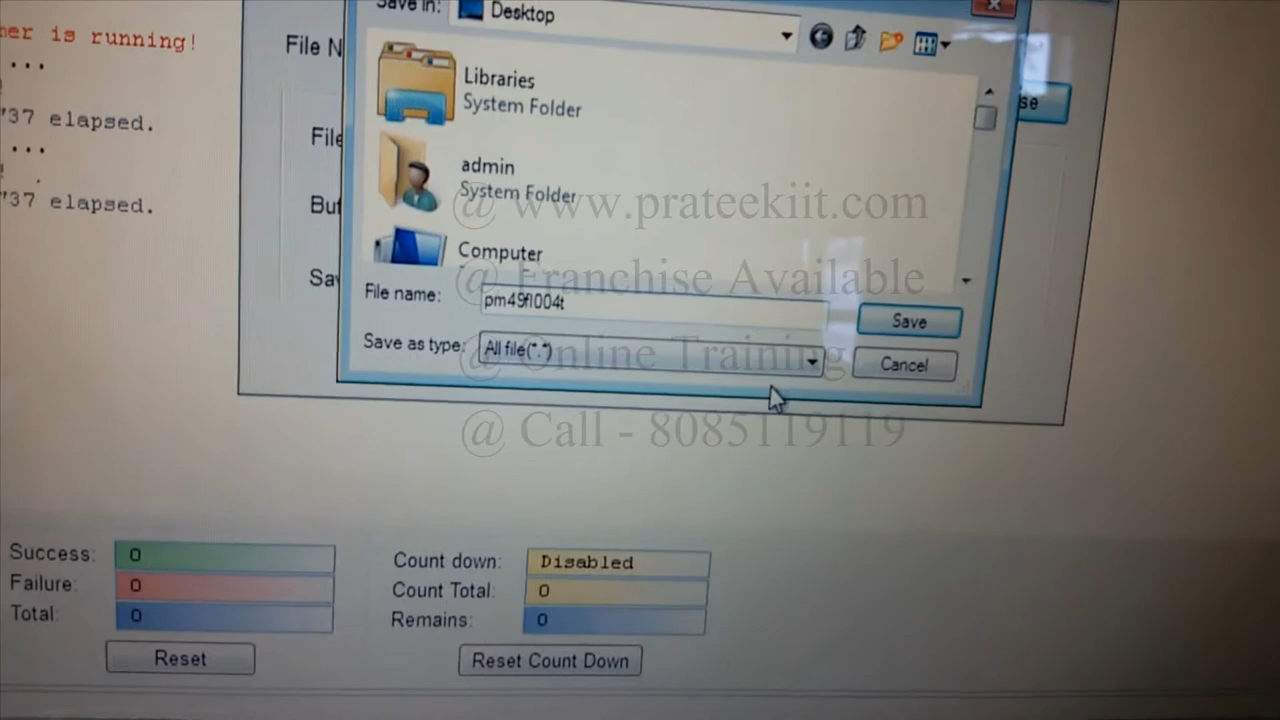 Save in:
Desktop
er is running!
File N
...
Libraries
System Folder
se
'37 elapsed.
File
...
admin
System Folder
'37 elapsed.
But
@ www.prateekiit.com
Computer
Sav
@ Franchise Available
File name:
pm49fl004t
Save
Save as type:
All file(*.*)
@ Online Training
Cancel
@ Call - 8085119119
Success:
0
Count down:
Disabled
Failure:
0
Count Total:
0
Total:
0
Remains:
0
Reset
Reset Count Down